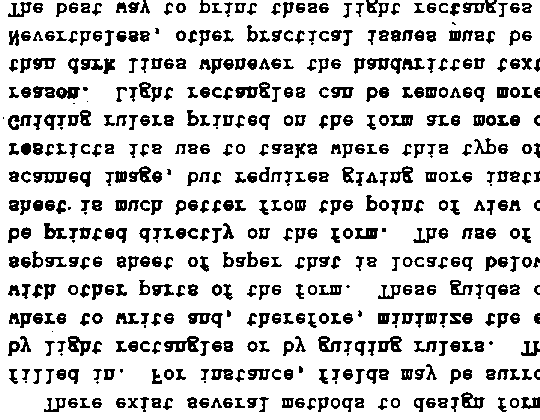 There exist several methods to design form
filled in. For instance, fields may be surro
by light rectangles or by guiding rulers. Th
where to write and, therefore, minimize the e
with other parts of the form. These guides c
separate sheet of paper that is located below
be printed directly on the form. The use of
sheet is much better from the point of view o
scanned image, but requires giving more instr
restricts its use to tasks where this type of
Guiding rulers printed on the form are more c
reason. Light rectangles can be removed more
than dark lines whenever the handwritten text
Nevertheless, other practical issues must be
The best way to print these light rectangles